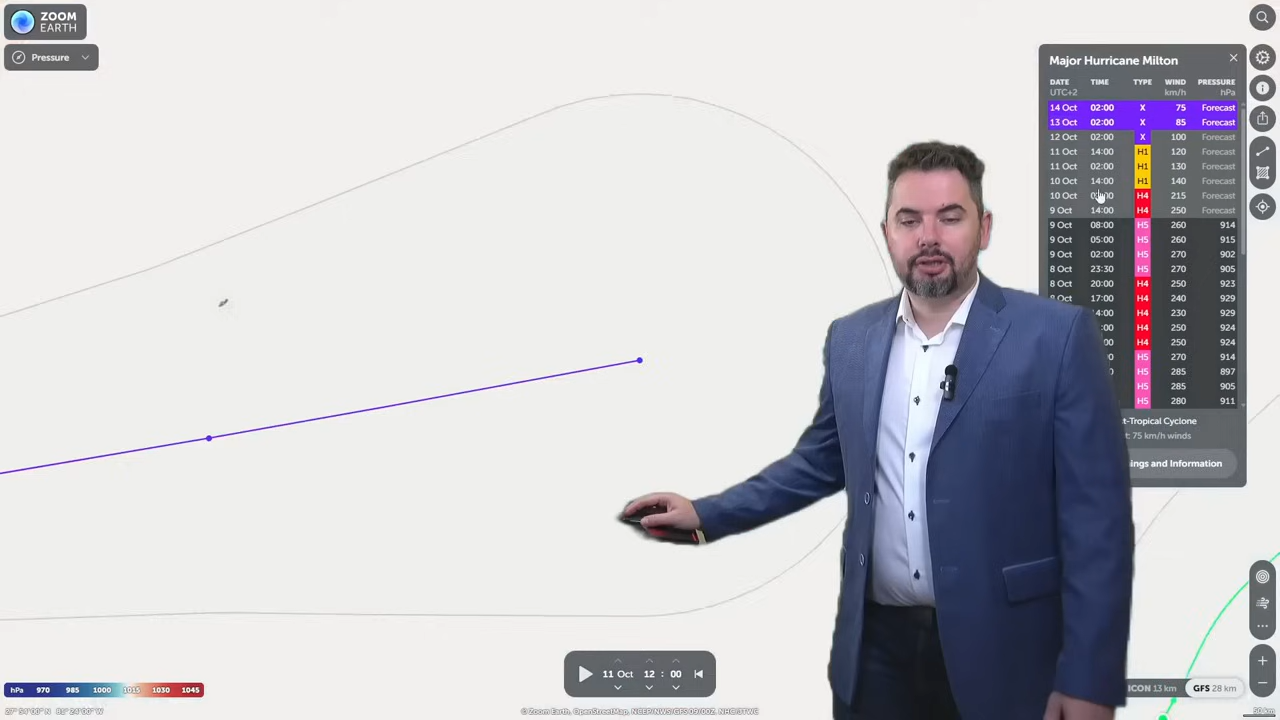 ZOOM
EARTH
Pressure
Major Hurricane Milton
DATE TIME TYPE WIND PRESSURE
UTC+2 km/h hPa
14 Oct 02:00 X 75 Forecast
13 Oct 02:00 X 85 Forecast
12 Oct 02:00 X 100 Forecast
11 Oct 14:00 H1 120 Forecast
11 Oct 02:00 H1 130 Forecast
10 Oct 14:00 H1 140 Forecast
10 Oct H4 215 Forecast
9 Oct 14:00 H4 250 Forecast
9 Oct 08:00 H5 260 914
9 Oct 05:00 H5 260 915
9 Oct 02:00 H5 270 902
8 Oct 23:30 H5 270 905
8 Oct 20:00 H4 250 923
8 Oct 17:00 H4 240 929
H4 230 929
H4 250 924
H4 250 924
H5 270 914
H5 285 897
H5 285 905
H5 280 911
t-Tropical Cyclone
t: 75 km/h winds
ings and Information
11 Oct 12 : 00
hPa 970 985 1000 1015 1030 1045
ICON 13 km GFS 28 km
50 km